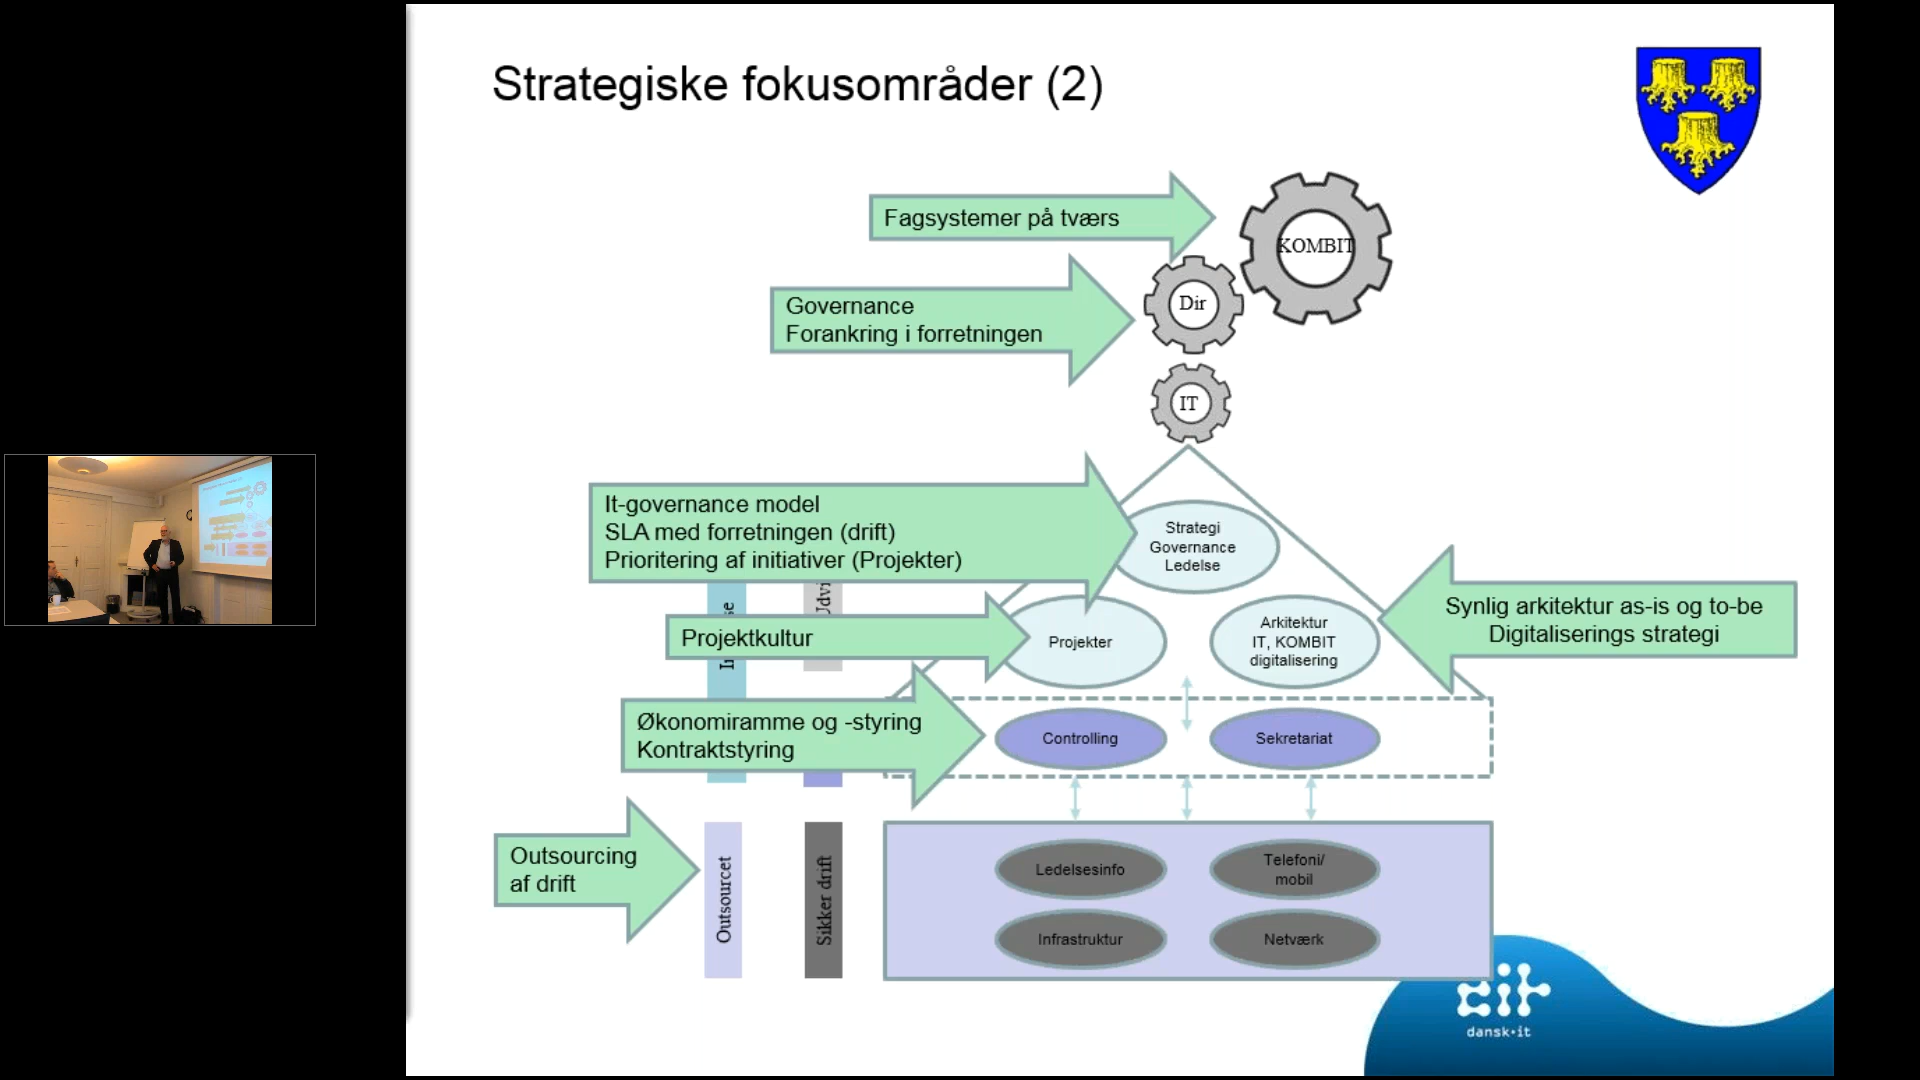 Strategiske fokusområder (2)
Fagsystemer på tværs
KOMBIT
Governance
Forankring i forretningen
Dir
IT
It-governance model
SLA med forretningen (drift)
Prioritering af initiativer (Projekter)
Strategi
Governance
Ledelse
Synlig arkitektur as-is og to-be
Digitaliserings strategi
Projektkultur
Projekter
Arkitektur
IT, KOMBIT
digitalisering
Økonomiramme og -styring
Kontraktstyring
Controlling
Sekretariat
Outsourcing
af drift
Outsourcet
Sikker drift
Ledelsesinfo
Telefoni/
mobil
Infrastruktur
Netværk
dit
dansk•it